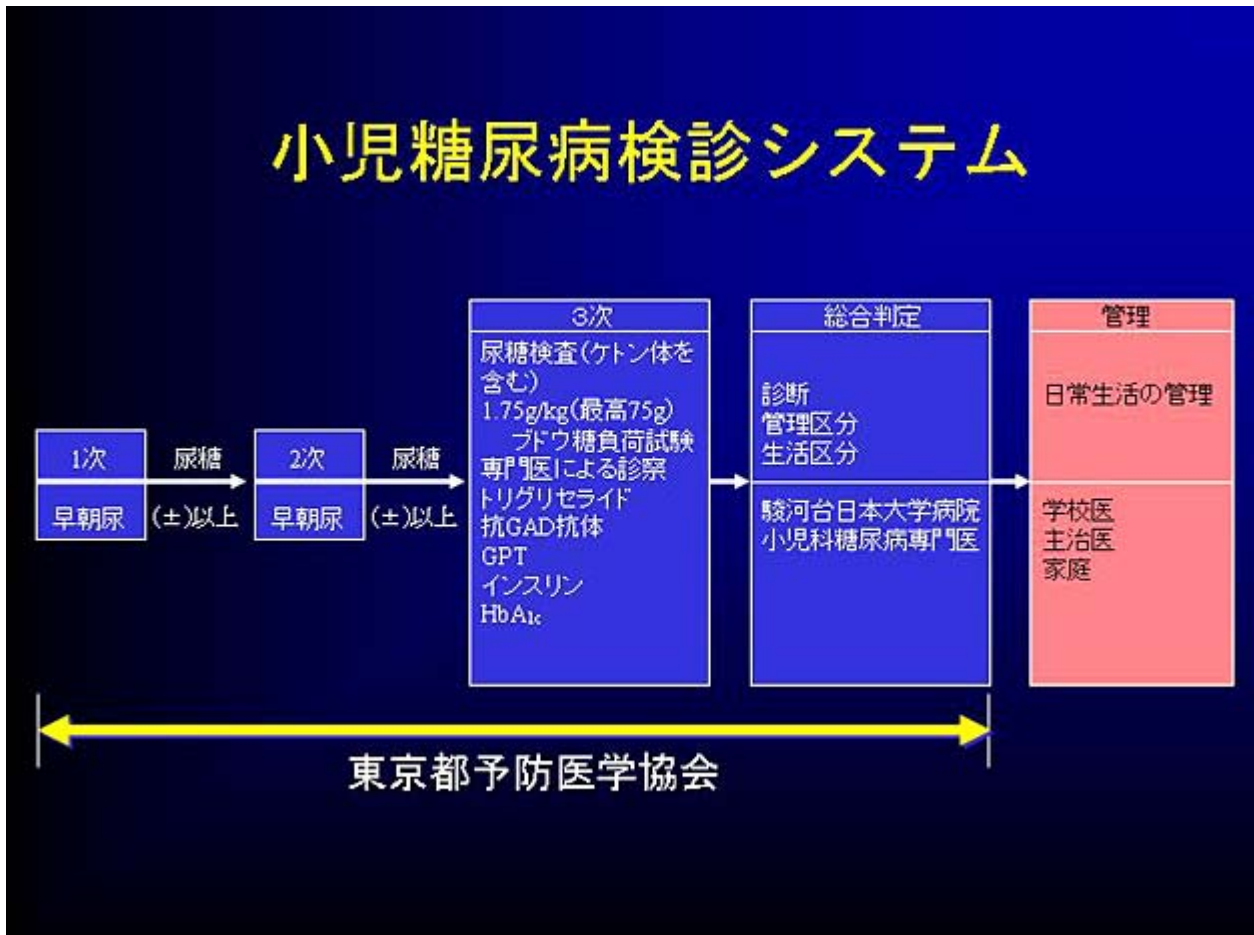 小児糖尿病検診システム
1次
早朝尿
尿糖
(±)以上
2次
早朝尿
尿糖
(±)以上
3次
尿糖検査(ケトン体を
含む)
1.75g/kg(最高75g)
ブドウ糖負荷試験
専門医による診察
トリグリセライド
抗GAD抗体
GPT
インスリン
HbA1c
総合判定
診断
管理区分
生活区分
駿河台日本大学病院
小児科糖尿病専門医
管理
日常生活の管理
学校医
主治医
家庭
東京都予防医学協会